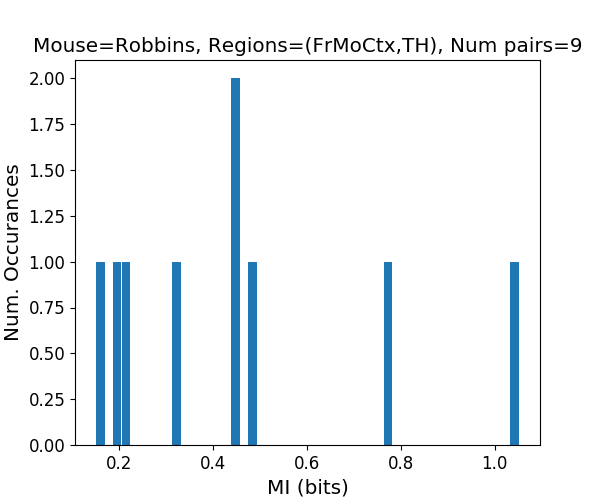 Mouse=Robbins, Regions=(FrMoCtx,TH), Num pairs=9
2.00
1.75
1.50
1.25
1.00
0.75
0.50
0.25
0.00
Num. Occurances
0.2 0.4 0.6 0.8 1.0
MI (bits)